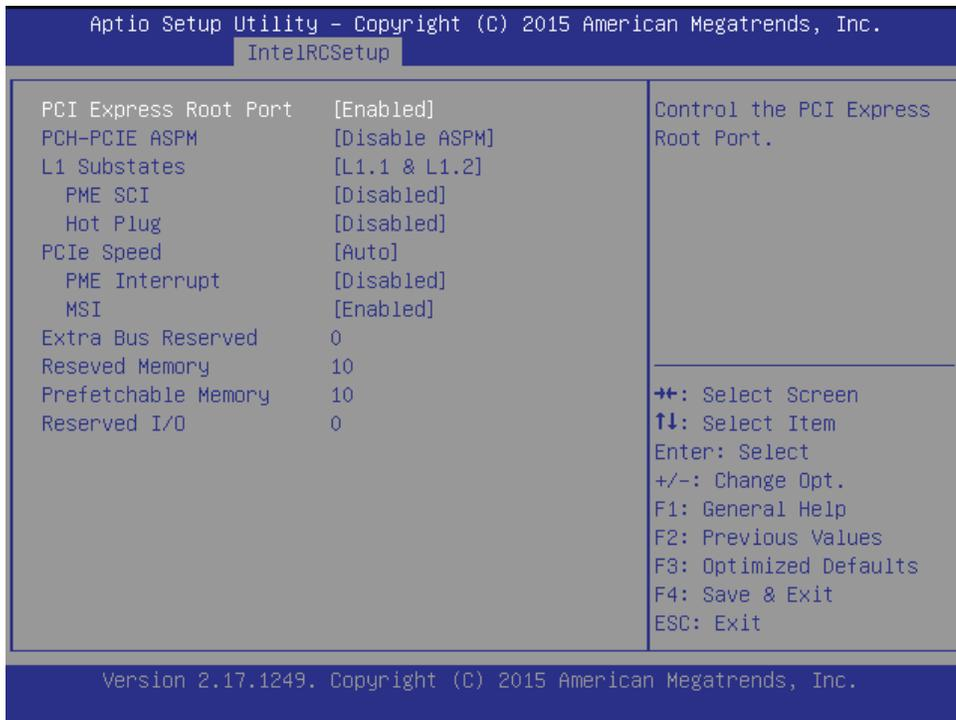 Aptio Setup Utility – Copyright (C) 2015 American Megatrends, Inc.
IntelRCSetup
PCI Express Root Port [Enabled]
PCH-PCIE ASPM [Disable ASPM]
L1 Substates [L1.1 & L1.2]
PME SCI [Disabled]
Hot Plug [Disabled]
PCIe Speed [Auto]
PME Interrupt [Disabled]
MSI [Enabled]
Extra Bus Reserved 0
Reseved Memory 10
Prefetchable Memory 10
Reserved I/O 0
Control the PCI Express
Root Port.
→←: Select Screen
↑↓: Select Item
Enter: Select
+/-: Change Opt.
F1: General Help
F2: Previous Values
F3: Optimized Defaults
F4: Save & Exit
ESC: Exit
Version 2.17.1249. Copyright (C) 2015 American Megatrends, Inc.